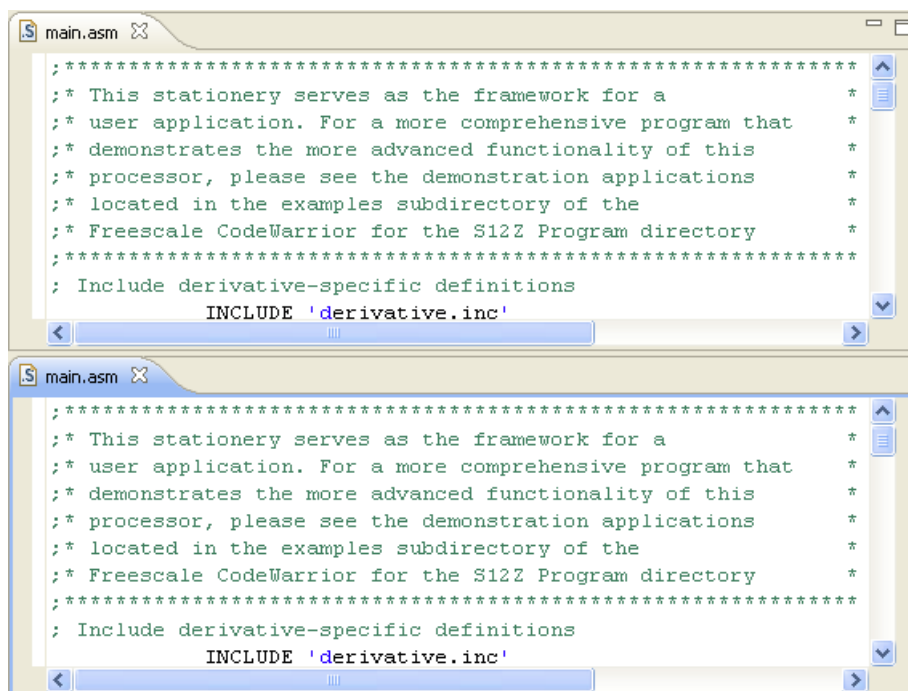 main.asm
;**************************************************************
;* This stationery serves as the framework for a              *
;* user application. For a more comprehensive program that    *
;* demonstrates the more advanced functionality of this       *
;* processor, please see the demonstration applications       *
;* located in the examples subdirectory of the                *
;* Freescale CodeWarrior for the S12Z Program directory       *
;**************************************************************
; Include derivative-specific definitions
            INCLUDE 'derivative.inc'
main.asm
;**************************************************************
;* This stationery serves as the framework for a              *
;* user application. For a more comprehensive program that    *
;* demonstrates the more advanced functionality of this       *
;* processor, please see the demonstration applications       *
;* located in the examples subdirectory of the                *
;* Freescale CodeWarrior for the S12Z Program directory       *
;**************************************************************
; Include derivative-specific definitions
            INCLUDE 'derivative.inc'